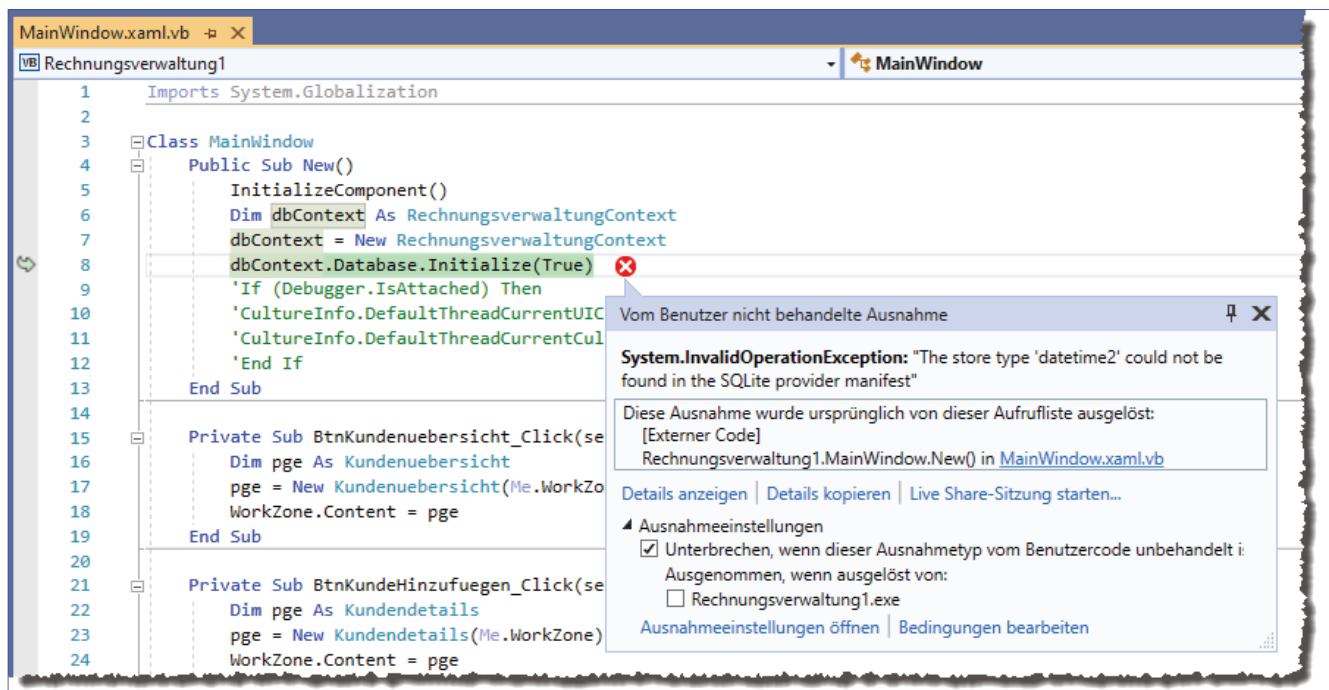 MainWindow.xaml.vb
VB Rechnungsverwaltung1 MainWindow
1 Imports System.Globalization
2
3 Class MainWindow
4 Public Sub New()
5 InitializeComponent()
6 Dim dbContext As RechnungsverwaltungContext
7 dbContext = New RechnungsverwaltungContext
8 dbContext.Database.Initialize(True)
9 'If (Debugger.IsAttached) Then
10 'CultureInfo.DefaultThreadCurrentUIC
11 'CultureInfo.DefaultThreadCurrentCul
12 'End If
13 End Sub
14
15 Private Sub BtnKundenuebersicht_Click(se
16 Dim pge As Kundenuebersicht
17 pge = New Kundenuebersicht(Me.WorkZo
18 WorkZone.Content = pge
19 End Sub
20
21 Private Sub BtnKundeHinzufuegen_Click(se
22 Dim pge As Kundendetails
23 pge = New Kundendetails(Me.WorkZone)
24 WorkZone.Content = pge
Vom Benutzer nicht behandelte Ausnahme
System.InvalidOperationException: "The store type 'datetime2' could not be
found in the SQLite provider manifest"
Diese Ausnahme wurde ursprünglich von dieser Aufrufliste ausgelöst:
[Externer Code]
Rechnungsverwaltung1.MainWindow.New() in MainWindow.xaml.vb
Details anzeigen | Details kopieren | Live Share-Sitzung starten...
Ausnahmeeinstellungen
Unterbrechen, wenn dieser Ausnahmetyp vom Benutzercode unbehandelt i
Ausgenommen, wenn ausgelöst von:
Rechnungsverwaltung1.exe
Ausnahmeeinstellungen öffnen | Bedingungen bearbeiten